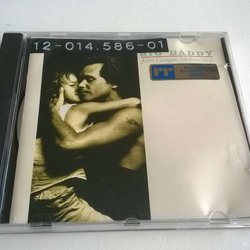 12-014.586-01
BIG DADDY
John Cougar Mellencamp